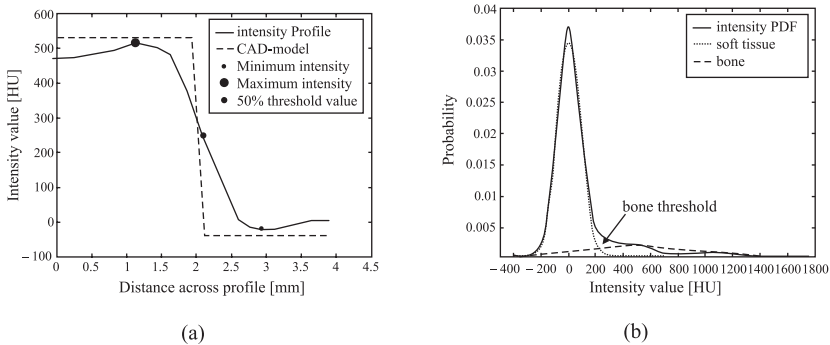 600
500
400
300
200
100
0
−100
0
0.5
1
1.5
2
2.5
3
3.5
4
4.5
Intensity value [HU]
Distance across profile [mm]
intensity Profile
CAD-model
Minimum intensity
Maximum intensity
50% threshold value
(a)
0.04
0.035
0.03
0.025
0.02
0.015
0.01
0.005
−400
−200
0
200
400
600
800
1000
1200
1400
1600
1800
Probability
Intensity value [HU]
intensity PDF
soft tissue
bone
bone threshold
(b)